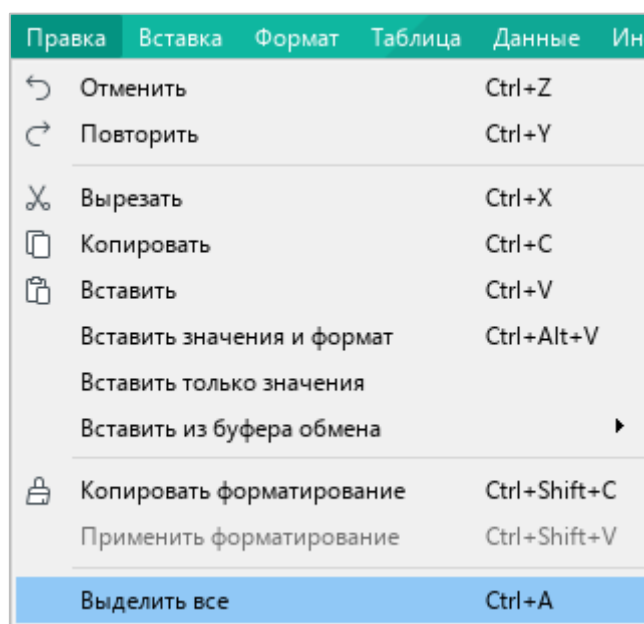 Правка Вставка Формат Таблица Данные Ин
Отменить Ctrl+Z
Повторить Ctrl+Y
Вырезать Ctrl+X
Копировать Ctrl+C
Вставить Ctrl+V
Вставить значения и формат Ctrl+Alt+V
Вставить только значения
Вставить из буфера обмена
Копировать форматирование Ctrl+Shift+C
Применить форматирование Ctrl+Shift+V
Выделить все Ctrl+A